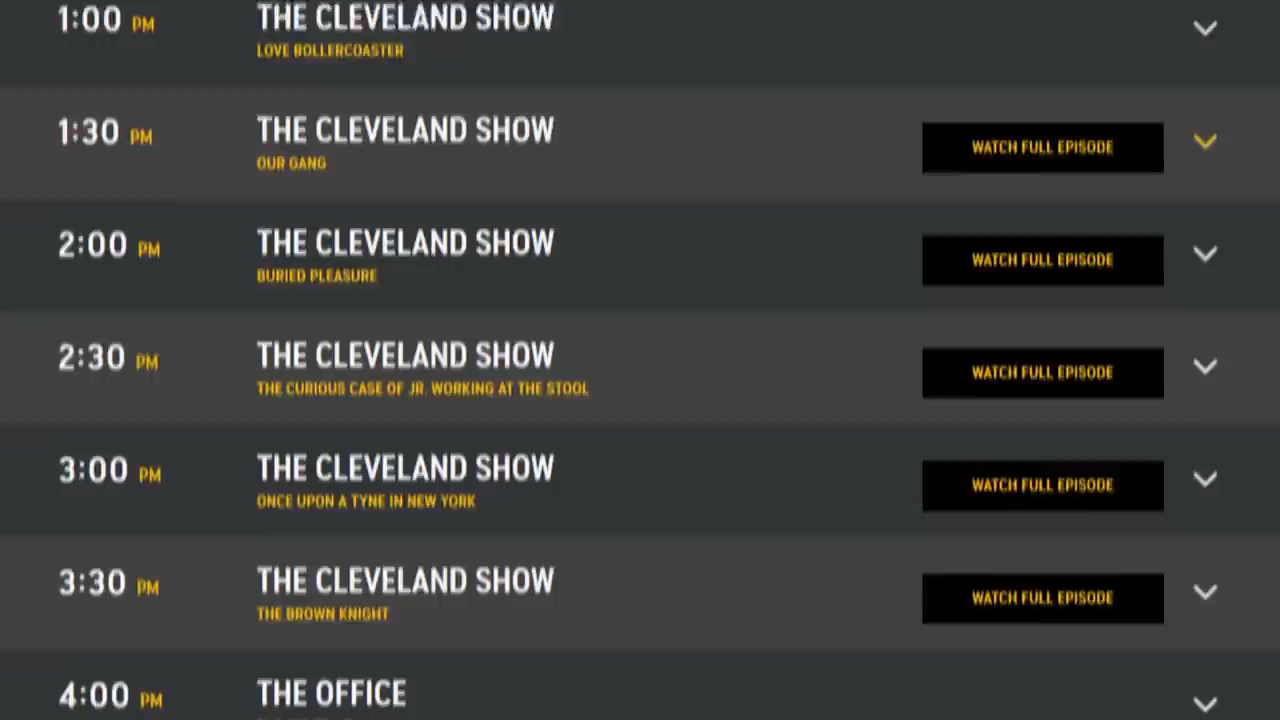 1:00 PM THE CLEVELAND SHOW
LOVE ROLLERCOASTER
1:30 PM THE CLEVELAND SHOW
OUR GANG
WATCH FULL EPISODE
2:00 PM THE CLEVELAND SHOW
BURIED PLEASURE
WATCH FULL EPISODE
2:30 PM THE CLEVELAND SHOW
THE CURIOUS CASE OF JR. WORKING AT THE STOOL
WATCH FULL EPISODE
3:00 PM THE CLEVELAND SHOW
ONCE UPON A TYNE IN NEW YORK
WATCH FULL EPISODE
3:30 PM THE CLEVELAND SHOW
THE BROWN KNIGHT
WATCH FULL EPISODE
4:00 PM THE OFFICE